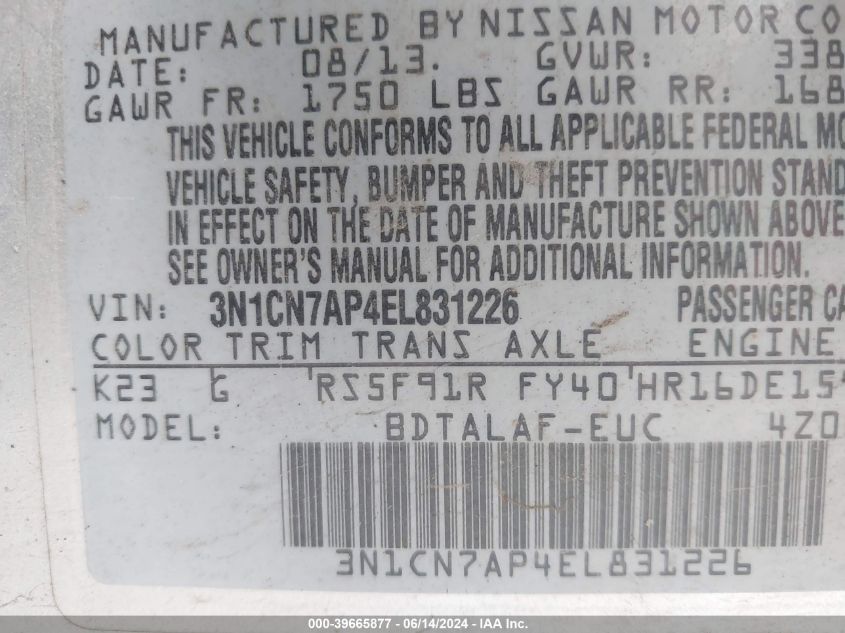 MANUFACTURED BY NISSAN MOTOR CO
DATE: 08/13. GVWR: 338
GAWR FR: 1750 LBS GAWR RR: 168
THIS VEHICLE CONFORMS TO ALL APPLICABLE FEDERAL MO
VEHICLE SAFETY, BUMPER AND THEFT PREVENTION STAND
IN EFFECT ON THE DATE OF MANUFACTURE SHOWN ABOVE
SEE OWNER'S MANUAL FOR ADDITIONAL INFORMATION.
VIN: 3N1CN7AP4EL831226 PASSENGER CA
COLOR TRIM TRANS AXLE ENGINE
K23 G RS5F91R FY40 HR16DE15
MODEL: BDTALAF-EUC 4Z0
3N1CN7AP4EL831226
000-39665877 - 06/14/2024 - IAAI Inc.